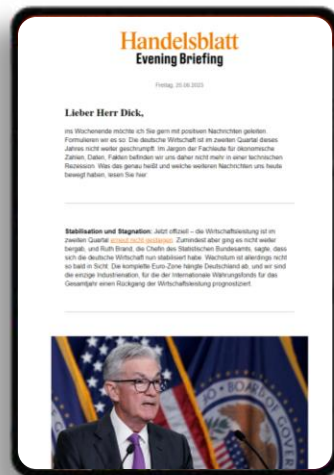 Handelsblatt
Evening Briefing
Freitag, 25.08.2023
Lieber Herr Dick,
ins Wochenende möchte ich Sie gern mit positiven Nachrichten geleiten.
Formulieren wir es so: Die deutsche Wirtschaft ist im zweiten Quartal dieses
Jahres nicht weiter geschrumpft. Im Jargon der Fachleute für ökonomische
Zahlen, Daten, Fakten befinden wir uns daher nicht mehr in einer technischen
Rezession. Was das genau heißt und welche weiteren Nachrichten uns heute
bewegt haben, lesen Sie hier:
Stabilisation und Stagnation: Jetzt offiziell – die Wirtschaftsleistung ist im
zweiten Quartal erneut nicht gestiegen. Zumindest aber ging es nicht weiter
bergab, und Ruth Brand, die Chefin des Statistischen Bundesamts, sagte, dass
sich die deutsche Wirtschaft nun stabilisiert habe. Wachstum ist allerdings nicht
so bald in Sicht. Die komplette Euro-Zone hängte Deutschland ab, und wir sind
die einzige Industrienation, für die der Internationale Währungsfonds für das
Gesamtjahr einen Rückgang der Wirtschaftsleistung prognostiziert.
BOARD OF GOVERNORS